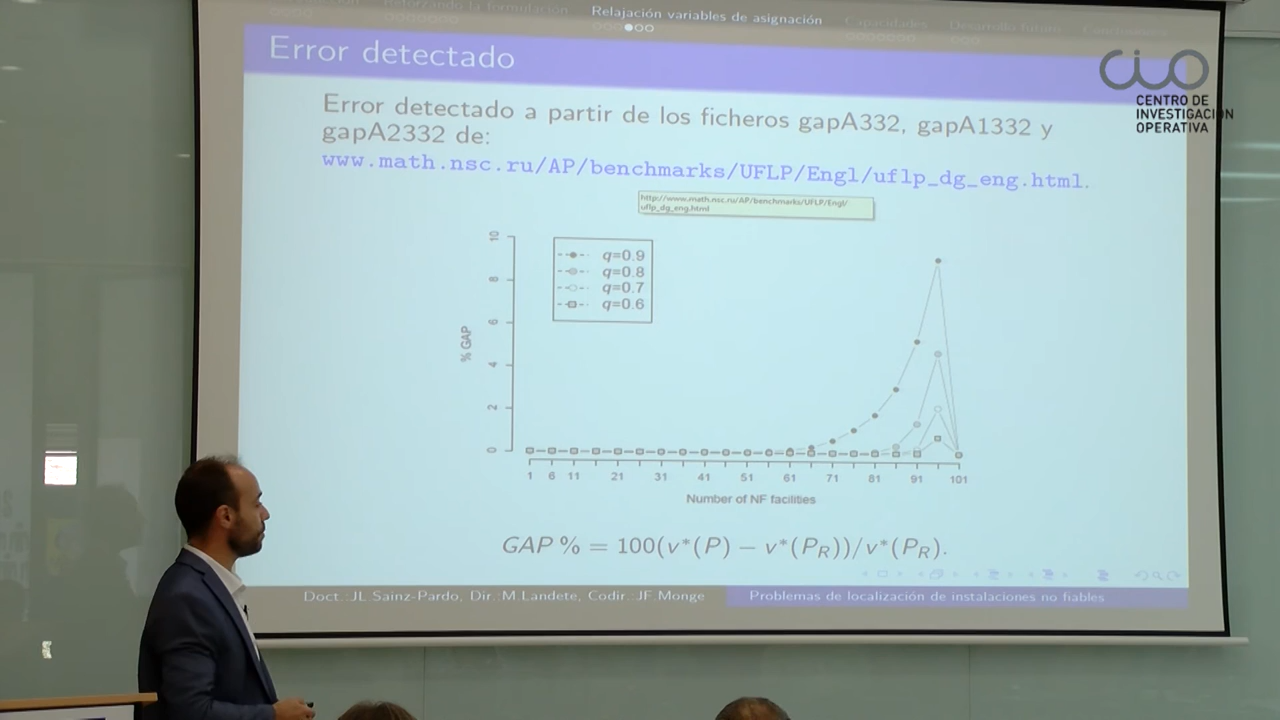 Reforzando la formulación
Relajación variables de asignación
Capacidades
Desarrollo futuro
Conclusiones
Error detectado
CIO
CENTRO DE
INVESTIGACIÓN
OPERATIVA
Error detectado a partir de los ficheros gapA332, gapA1332 y
gapA2332 de:
www.math.nsc.ru/AP/benchmarks/UFLP/Engl/uflp_dg_eng.html.
http://www.math.nsc.ru/AP/benchmarks/UFLP/Engl/
uflp_dg_eng.html
q=0.9
q=0.8
q=0.7
q=0.6
% GAP
10
8
6
4
2
0
1 6 11 21 31 41 51 61 71 81 91 101
Number of NF facilities
GAP % = 100(v*(P) − v*(P_R))/v*(P_R).
Doct.:JL.Sainz-Pardo, Dir.:M.Landete, Codir.:JF.Monge
Problemas de localización de instalaciones no fiables